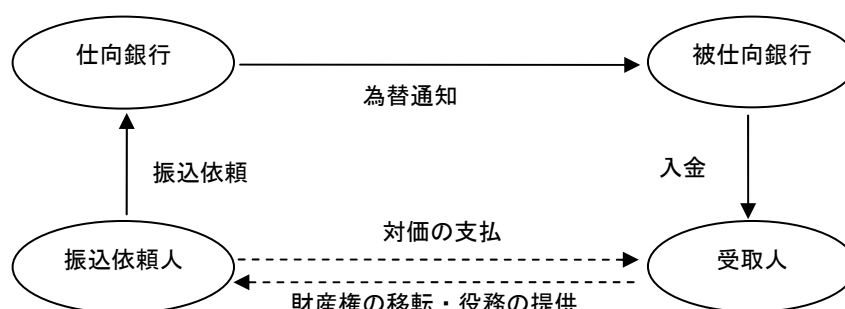 仕向銀行
被仕向銀行
為替通知
振込依頼
入金
対価の支払
振込依頼人
受取人
財産権の移転・役務の提供